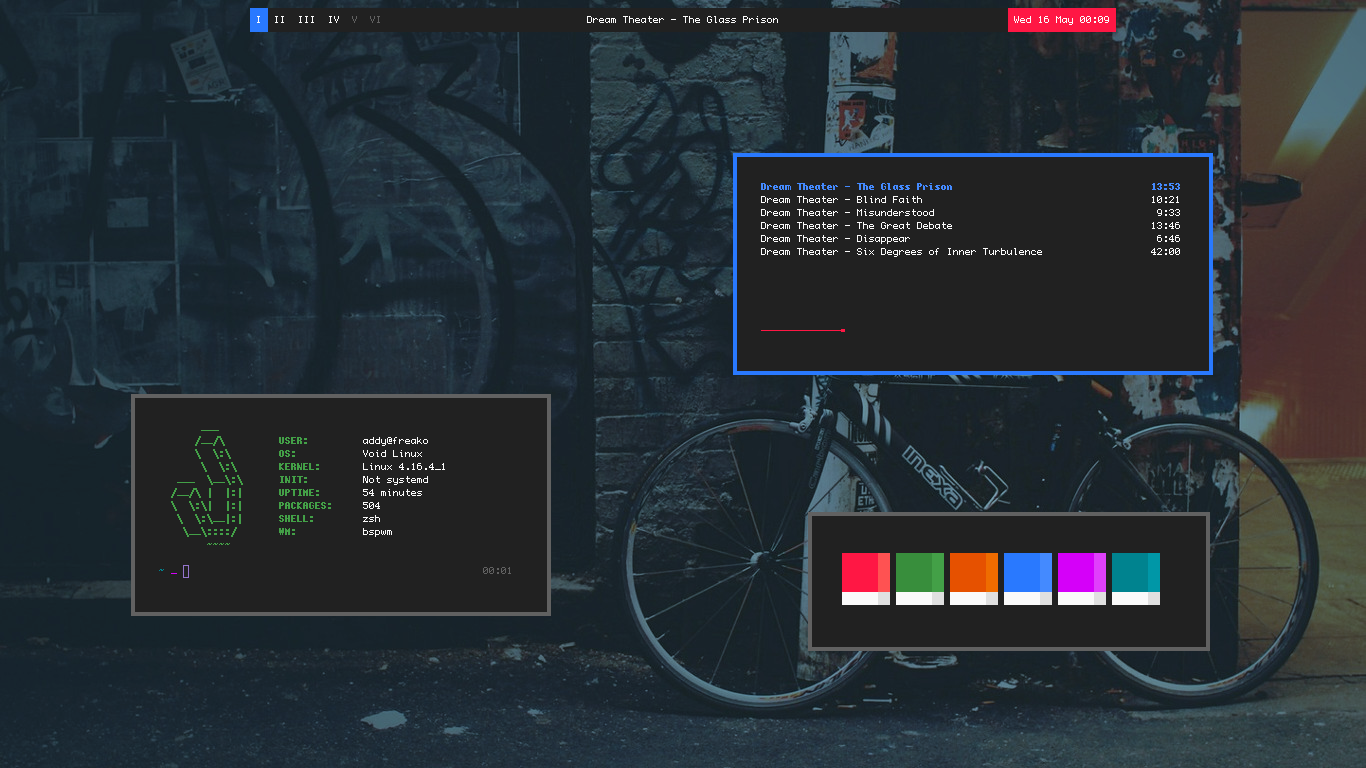 I II III IV V VI Dream Theater - The Glass Prison Wed 16 May 00:09
Dream Theater - The Glass Prison 13:53
Dream Theater - Blind Faith 10:21
Dream Theater - Misunderstood 9:33
Dream Theater - The Great Debate 13:46
Dream Theater - Disappear 6:46
Dream Theater - Six Degrees of Inner Turbulence 42:00
USER: addy@freako
OS: Void Linux
KERNEL: Linux 4.16.4_1
INIT: Not systemd
UPTIME: 54 minutes
PACKAGES: 504
SHELL: zsh
WM: bspwm
~ _ 00:01